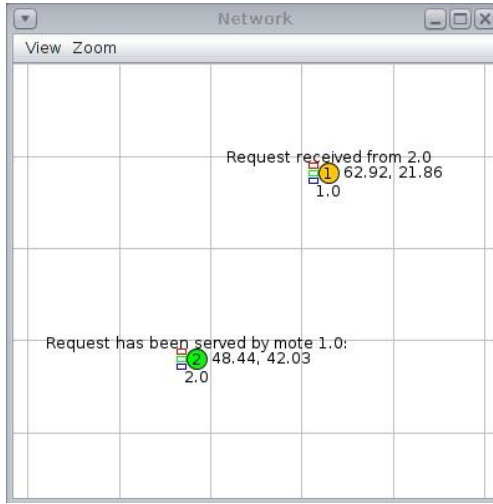 Network
View Zoom
Request received from 2.0
1 62.92, 21.86
1.0
Request has been served by mote 1.0:
2 48.44, 42.03
2.0